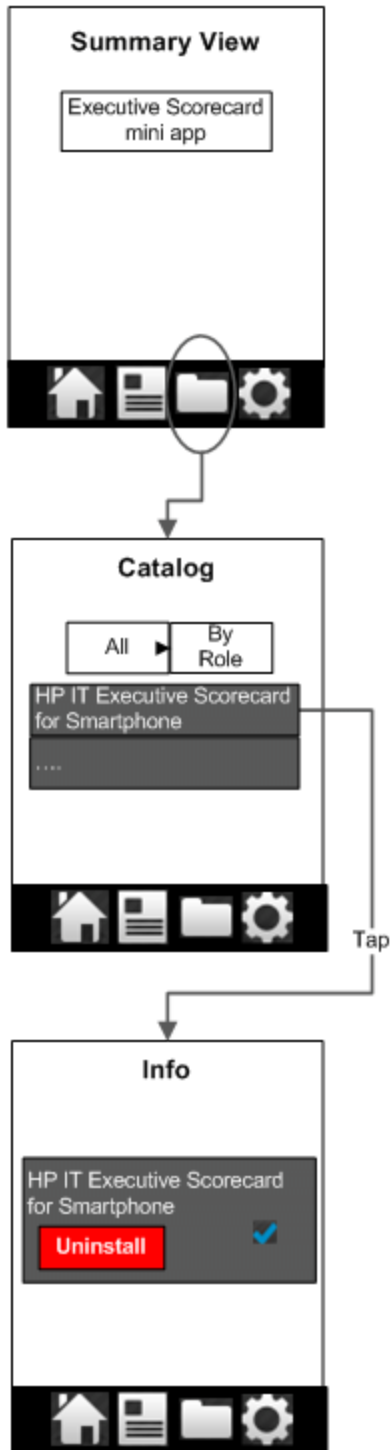 Summary View
Executive Scorecard
mini app
Catalog
All
By
Role
HP IT Executive Scorecard
for Smartphone
....
Tap
Info
HP IT Executive Scorecard
for Smartphone
Uninstall